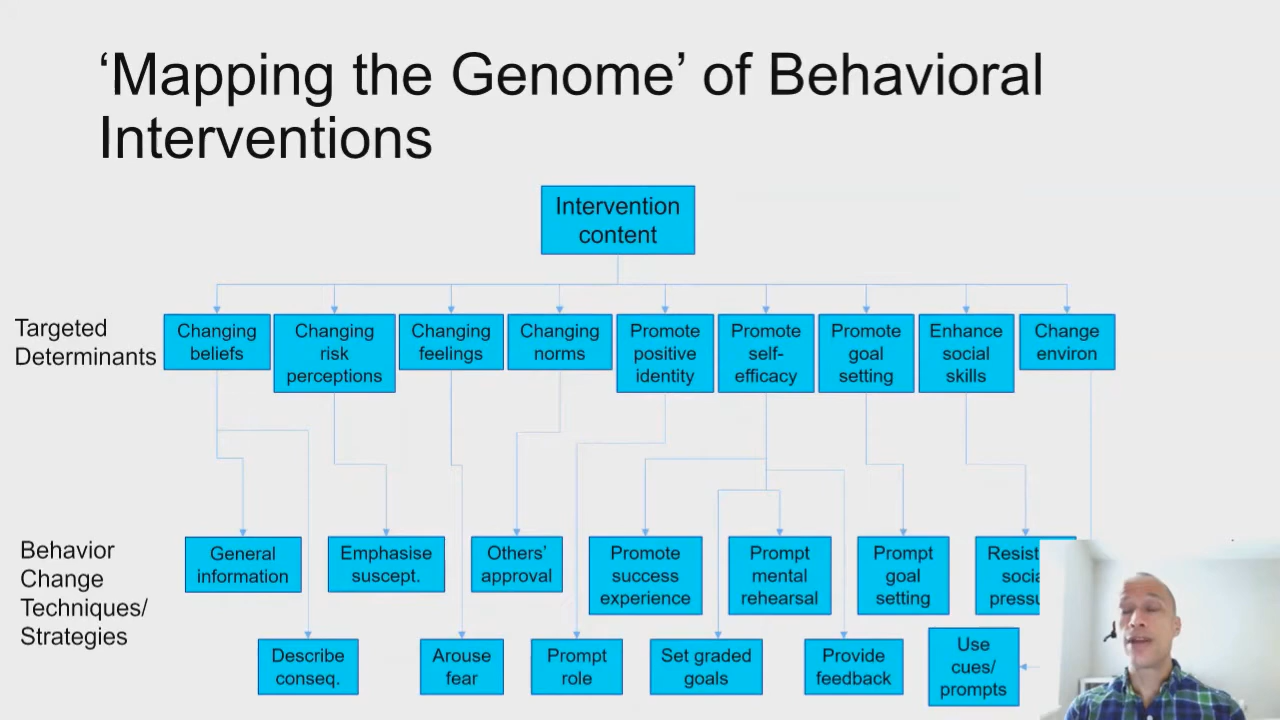 ‘Mapping the Genome’ of Behavioral
Interventions
Intervention
content
Targeted
Determinants
Changing
beliefs
Changing
risk
perceptions
Changing
feelings
Changing
norms
Promote
positive
identity
Promote
self-
efficacy
Promote
goal
setting
Enhance
social
skills
Change
environ
Behavior
Change
Techniques/
Strategies
General
information
Emphasise
suscept.
Others’
approval
Promote
success
experience
Prompt
mental
rehearsal
Prompt
goal
setting
Describe
conseq.
Arouse
fear
Prompt
role
Set graded
goals
Provide
feedback
Use
cues/
prompts